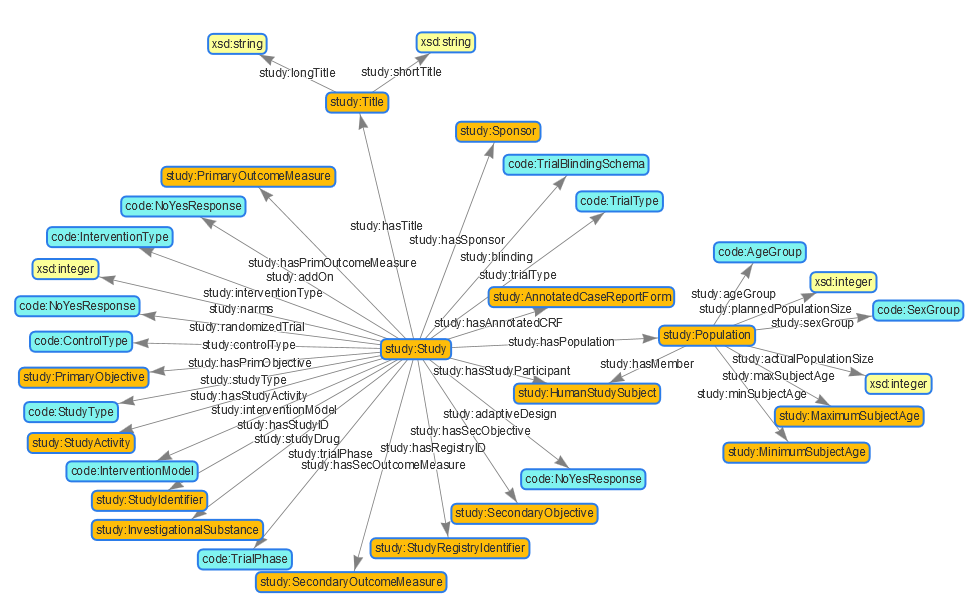 xsd:string
xsd:string
study:longTitle
study:shortTitle
study:Title
study:Sponsor
code:TrialBlindingSchema
study:PrimaryOutcomeMeasure
code:TrialType
code:NoYesResponse
study:hasTitle
code:InterventionType
study:hasSponsor
code:AgeGroup
study:blinding
study:hasPrimOutcomeMeasure
xsd:integer
study:addOn
study:trialType
xsd:integer
study:interventionType
study:ageGroup
study:AnnotatedCaseReportForm
code:NoYesResponse
study:narms
study:plannedPopulationSize
code:SexGroup
study:randomizedTrial
study:hasAnnotatedCRF
study:sexGroup
code:ControlType
study:controlType
study:hasPopulation
study:Population
study:Study
study:hasPrimObjective
study:hasMember
study:actualPopulationSize
study:PrimaryObjective
study:studyType
study:hasStudyParticipant
study:maxSubjectAge
xsd:integer
study:hasStudyActivity
study:HumanStudySubject
study:minSubjectAge
code:StudyType
study:interventionModel
study:adaptiveDesign
study:MaximumSubjectAge
study:hasStudyID
study:hasSecObjective
study:StudyActivity
study:studyDrug
study:hasRegistryID
study:MinimumSubjectAge
study:trialPhase
study:hasSecOutcomeMeasure
code:InterventionModel
code:NoYesResponse
study:StudyIdentifier
study:SecondaryObjective
study:InvestigationalSubstance
study:StudyRegistryIdentifier
code:TrialPhase
study:SecondaryOutcomeMeasure